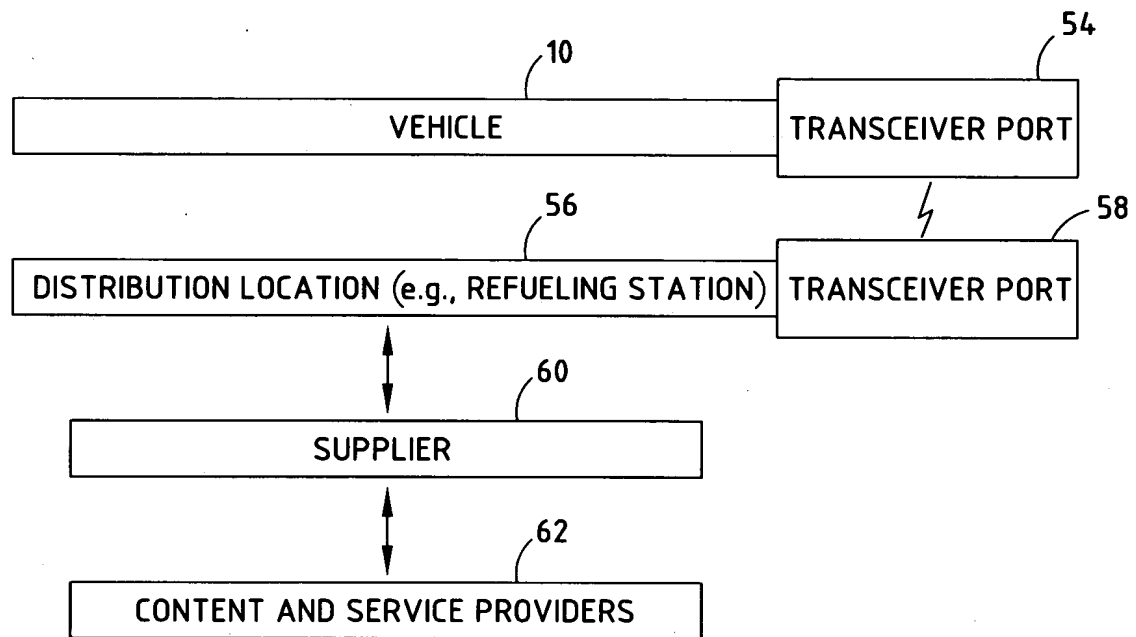 54
10
VEHICLE
TRANSCEIVER PORT
56
58
DISTRIBUTION LOCATION (e.g., REFUELING STATION)
TRANSCEIVER PORT
60
SUPPLIER
62
CONTENT AND SERVICE PROVIDERS